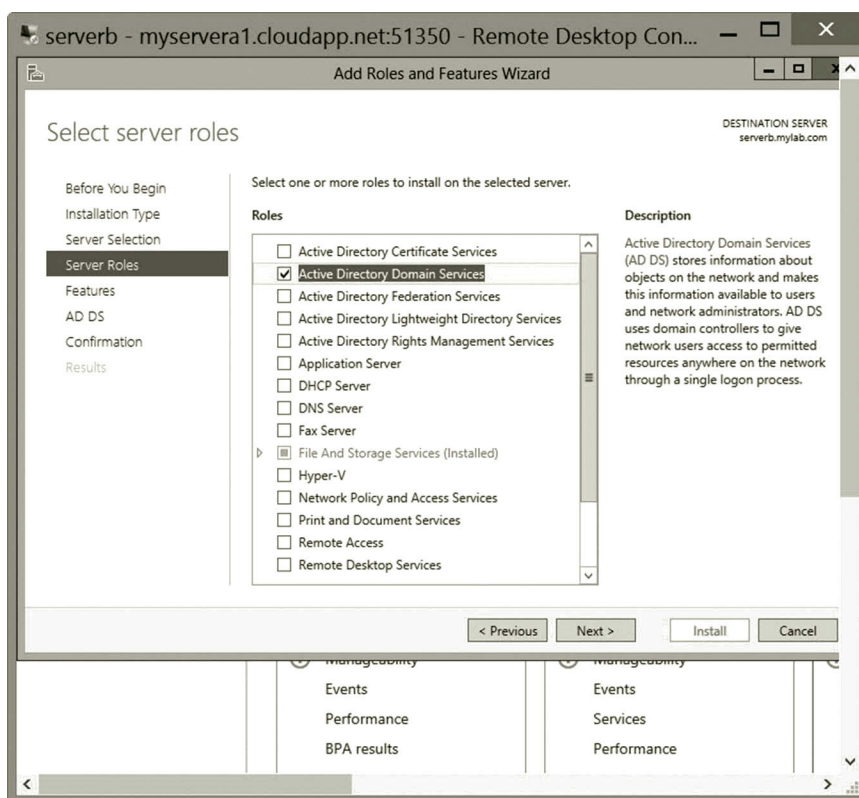 serverb - myservera1.cloudapp.net:51350 - Remote Desktop Con...
Add Roles and Features Wizard
Select server roles
DESTINATION SERVER
serverb.mylab.com
Before You Begin
Installation Type
Server Selection
Server Roles
Features
AD DS
Confirmation
Results
Select one or more roles to install on the selected server.
Roles
Active Directory Certificate Services
Active Directory Domain Services
Active Directory Federation Services
Active Directory Lightweight Directory Services
Active Directory Rights Management Services
Application Server
DHCP Server
DNS Server
Fax Server
File And Storage Services (Installed)
Hyper-V
Network Policy and Access Services
Print and Document Services
Remote Access
Remote Desktop Services
Description
Active Directory Domain Services
(AD DS) stores information about
objects on the network and makes
this information available to users
and network administrators. AD DS
uses domain controllers to give
network users access to permitted
resources anywhere on the network
through a single logon process.
< Previous
Next >
Install
Cancel
Manageability
Events
Performance
BPA results
Manageability
Events
Services
Performance